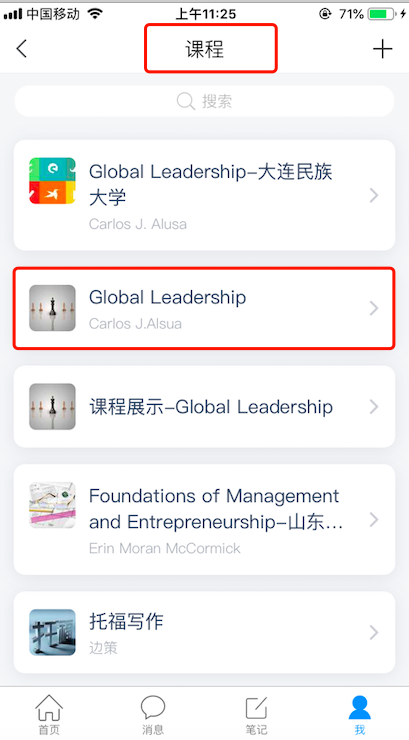 中国移动
上午11:25
71%
课程
搜索
Global Leadership-大连民族
大学
Carlos J. Alusa
Global Leadership
Carlos J.Alsua
课程展示-Global Leadership
Foundations of Management
and Entrepreneurship-山东...
Erin Moran McCormick
托福写作
边策
首页
消息
笔记
我